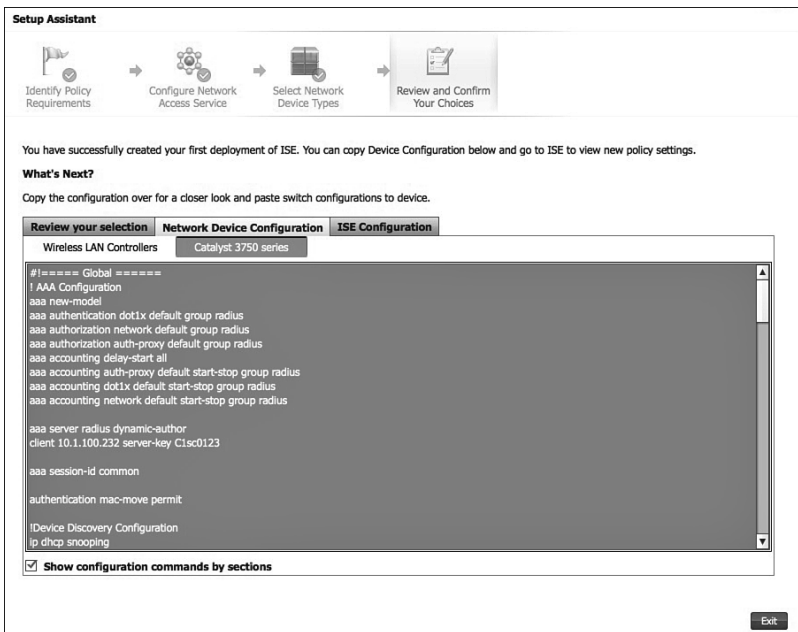 Setup Assistant
Identify Policy
Requirements
Configure Network
Access Service
Select Network
Device Types
Review and Confirm
Your Choices
You have successfully created your first deployment of ISE. You can copy Device Configuration below and go to ISE to view new policy settings.
What's Next?
Copy the configuration over for a closer look and paste switch configurations to device.
Review your selection
Network Device Configuration
ISE Configuration
Wireless LAN Controllers
Catalyst 3750 series
#!===== Global ======
! AAA Configuration
aaa new-model
aaa authentication dot1x default group radius
aaa authorization network default group radius
aaa authorization auth-proxy default group radius
aaa accounting delay-start all
aaa accounting auth-proxy default start-stop group radius
aaa accounting dot1x default start-stop group radius
aaa accounting network default start-stop group radius
aaa server radius dynamic-author
client 10.1.100.232 server-key C1sc0123
aaa session-id common
authentication mac-move permit
!Device Discovery Configuration
ip dhcp snooping
Show configuration commands by sections
Exit